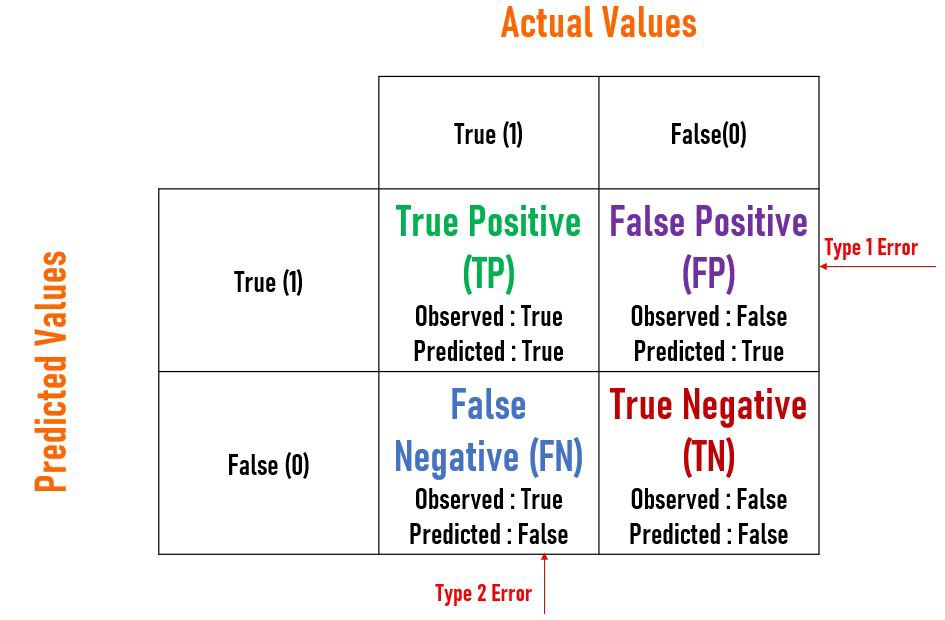 Actual Values
True (1)
False(0)
Predicted Values
True (1)
True Positive
(TP)
Observed : True
Predicted : True
False Positive
(FP)
Observed : False
Predicted : True
Type 1 Error
False (0)
False
Negative (FN)
Observed : True
Predicted : False
True Negative
(TN)
Observed : False
Predicted : False
Type 2 Error